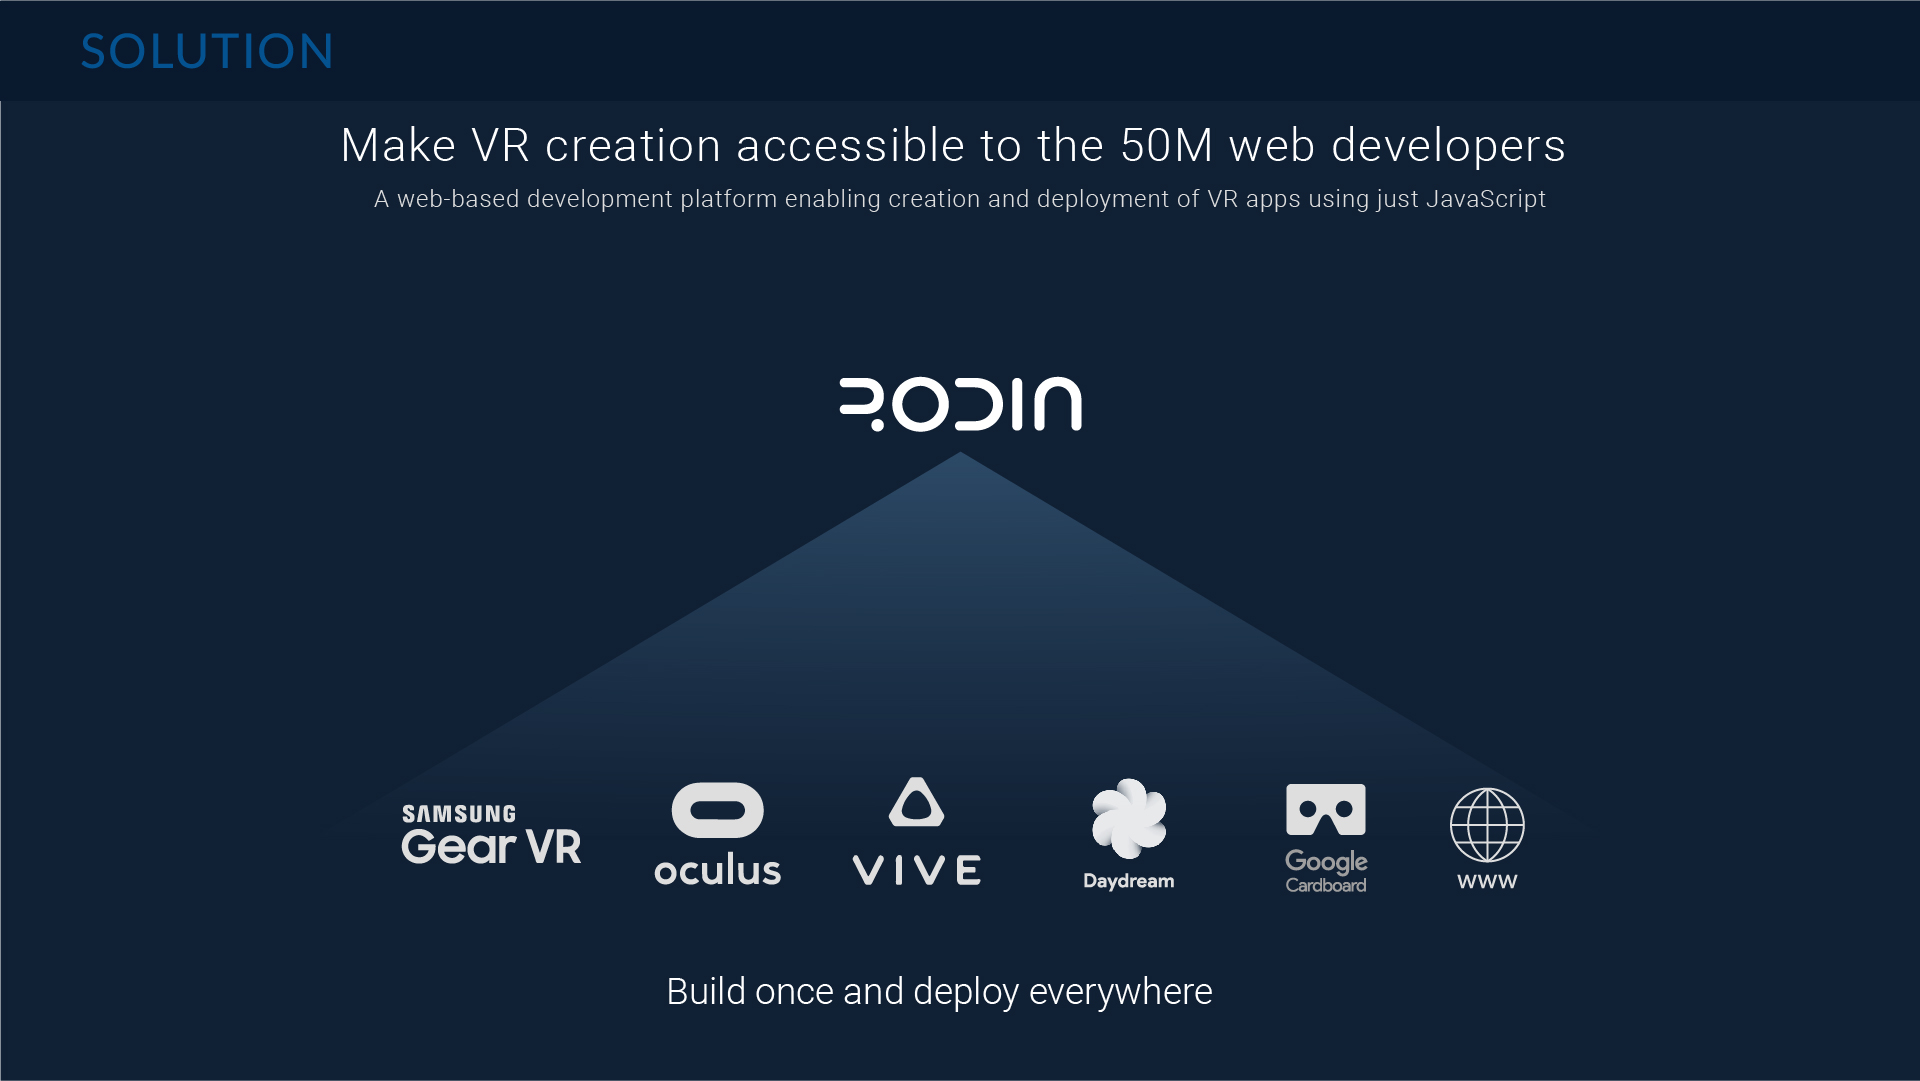 SOLUTION
Make VR creation accessible to the 50M web developers
A web-based development platform enabling creation and deployment of VR apps using just JavaScript
RODIN
SAMSUNG
Gear VR
oculus
VIVE
Daydream
Google
Cardboard
www
Build once and deploy everywhere